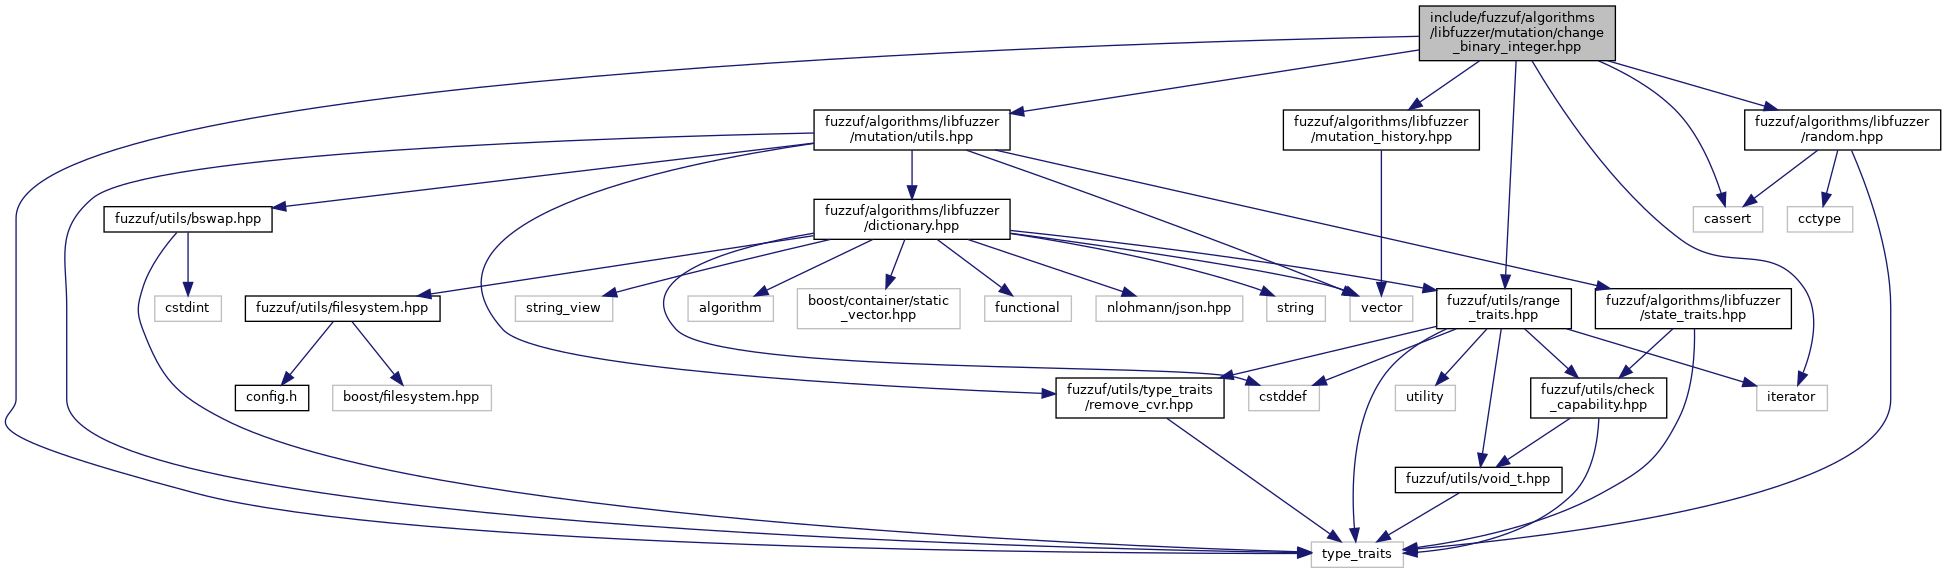 include/fuzzuf/algorithms
/libfuzzer/mutation/change
_binary_integer.hpp
fuzzuf/algorithms/libfuzzer
/mutation/utils.hpp
fuzzuf/algorithms/libfuzzer
/mutation_history.hpp
fuzzuf/algorithms/libfuzzer
/random.hpp
fuzzuf/utils/bswap.hpp
fuzzuf/algorithms/libfuzzer
/dictionary.hpp
cassert
cctype
cstdint
fuzzuf/utils/filesystem.hpp
string_view
algorithm
boost/container/static
_vector.hpp
functional
nlohmann/json.hpp
string
vector
fuzzuf/utils/range
_traits.hpp
fuzzuf/algorithms/libfuzzer
/state_traits.hpp
config.h
boost/filesystem.hpp
fuzzuf/utils/type_traits
/remove_cvr.hpp
cstddef
utility
fuzzuf/utils/check
_capability.hpp
iterator
fuzzuf/utils/void_t.hpp
type_traits